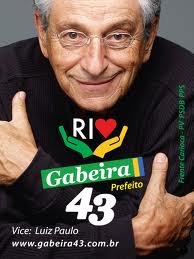 RI
Gabeira
Prefeito
43
Vice: Luiz Paulo
www.gabeira43.com.br
Frente Carioca - PV PSDB PPS